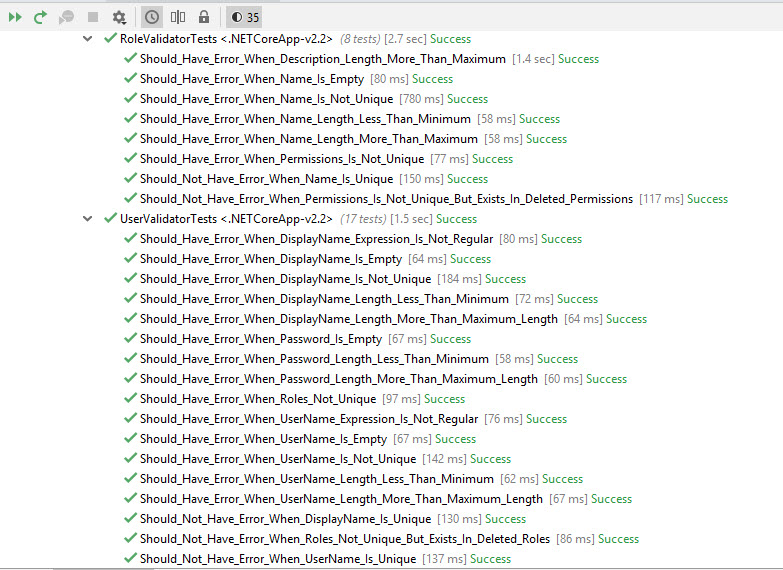 35
RoleValidatorTests <.NETCoreApp-v2.2> (8 tests) [2.7 sec] Success
Should_Have_Error_When_Description_Length_More_Than_Maximum [1.4 sec] Success
Should_Have_Error_When_Name_Is_Empty [80 ms] Success
Should_Have_Error_When_Name_Is_Not_Unique [780 ms] Success
Should_Have_Error_When_Name_Length_Less_Than_Minimum [58 ms] Success
Should_Have_Error_When_Name_Length_More_Than_Maximum [58 ms] Success
Should_Have_Error_When_Permissions_Is_Not_Unique [77 ms] Success
Should_Not_Have_Error_When_Name_Is_Unique [150 ms] Success
Should_Not_Have_Error_When_Permissions_Is_Not_Unique_But_Exists_In_Deleted_Permissions [117 ms] Success
UserValidatorTests <.NETCoreApp-v2.2> (17 tests) [1.5 sec] Success
Should_Have_Error_When_DisplayName_Expression_Is_Not_Regular [80 ms] Success
Should_Have_Error_When_DisplayName_Is_Empty [64 ms] Success
Should_Have_Error_When_DisplayName_Is_Not_Unique [184 ms] Success
Should_Have_Error_When_DisplayName_Length_Less_Than_Minimum [72 ms] Success
Should_Have_Error_When_DisplayName_Length_More_Than_Maximum_Length [64 ms] Success
Should_Have_Error_When_Password_Is_Empty [67 ms] Success
Should_Have_Error_When_Password_Length_Less_Than_Minimum [58 ms] Success
Should_Have_Error_When_Password_Length_More_Than_Maximum_Length [60 ms] Success
Should_Have_Error_When_Roles_Not_Unique [97 ms] Success
Should_Have_Error_When_UserName_Expression_Is_Not_Regular [76 ms] Success
Should_Have_Error_When_UserName_Is_Empty [67 ms] Success
Should_Have_Error_When_UserName_Is_Not_Unique [142 ms] Success
Should_Have_Error_When_UserName_Length_Less_Than_Minimum [62 ms] Success
Should_Have_Error_When_UserName_Length_More_Than_Maximum_Length [67 ms] Success
Should_Not_Have_Error_When_DisplayName_Is_Unique [130 ms] Success
Should_Not_Have_Error_When_Roles_Not_Unique_But_Exists_In_Deleted_Roles [86 ms] Success
Should_Not_Have_Error_When_UserName_Is_Unique [137 ms] Success